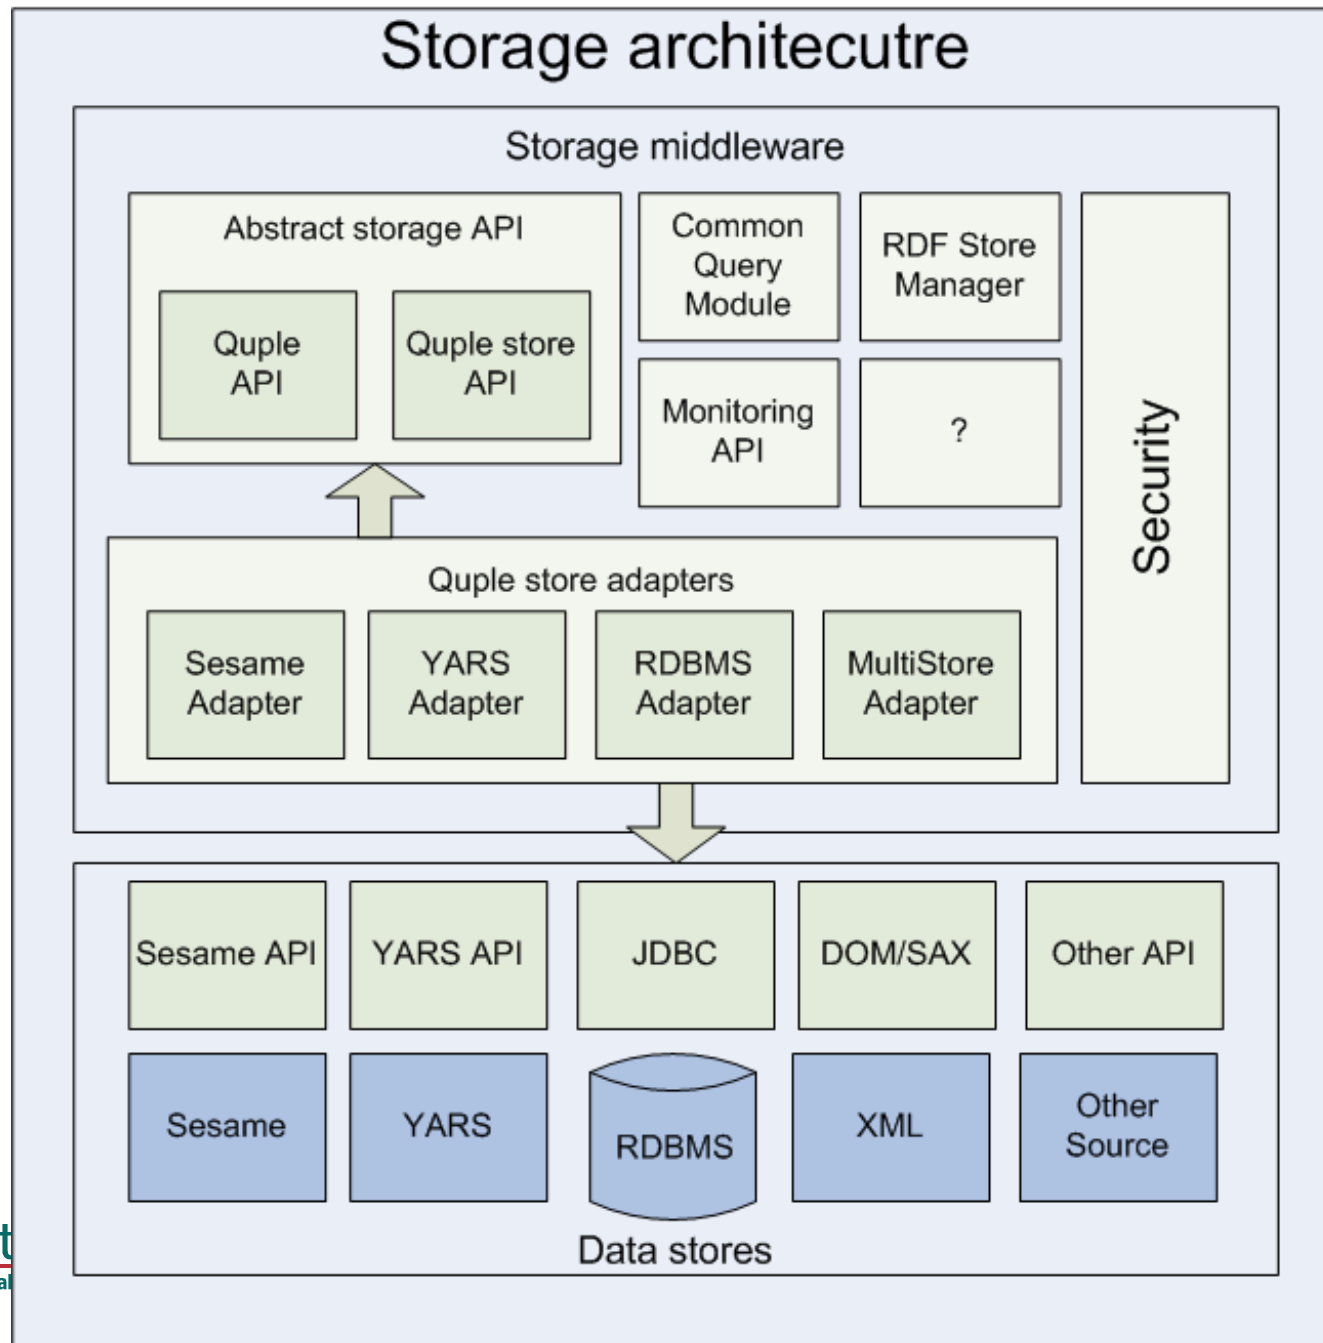 Storage architecutre
Storage middleware
Abstract storage API
Quple
API
Quple store
API
Common
Query
Module
RDF Store
Manager
Monitoring
API
?
Security
Quple store adapters
Sesame
Adapter
YARS
Adapter
RDBMS
Adapter
MultiStore
Adapter
Sesame API
YARS API
JDBC
DOM/SAX
Other API
Sesame
YARS
RDBMS
XML
Other
Source
Data stores